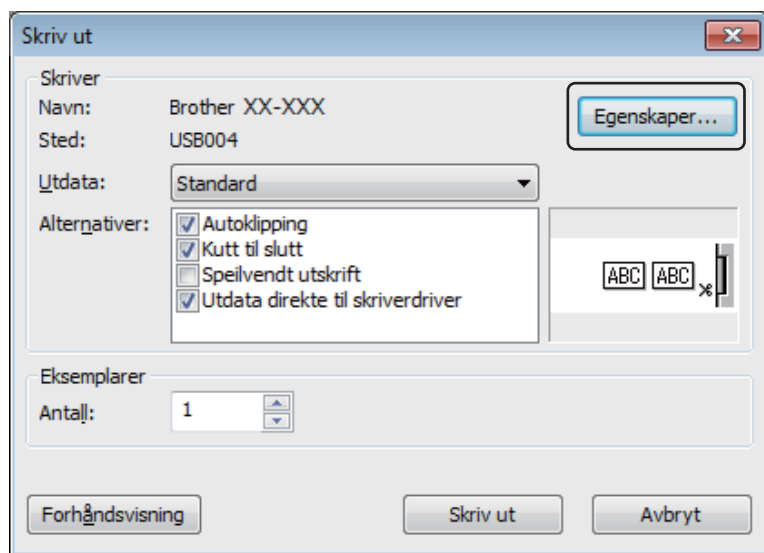 Skriv ut
Skriver
Navn: Brother XX-XXX
Egenskaper...
Sted: USB004
Utdata: Standard
Alternativer: Autoklipping
Kutt til slutt
Speilvendt utskrift
Utdata direkte til skriverdriver
ABC ABC
Eksemplarer
Antall: 1
Forhåndsvisning Skriv ut Avbryt